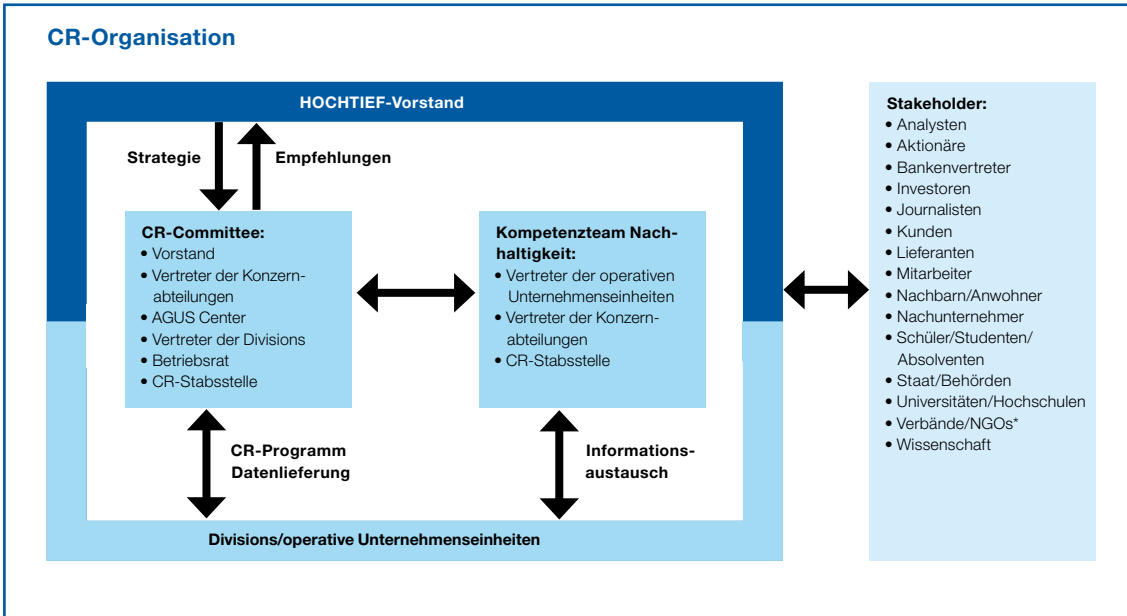 CR-Organisation
HOCHTIEF-Vorstand
Strategie
Empfehlungen
CR-Committee:
• Vorstand
• Vertreter der Konzern-
abteilungen
• AGUS Center
• Vertreter der Divisions
• Betriebsrat
• CR-Stabsstelle
Kompetenzteam Nach-
haltigkeit:
• Vertreter der operativen
Unternehmenseinheiten
• Vertreter der Konzern-
abteilungen
• CR-Stabsstelle
CR-Programm
Datenlieferung
Informations-
austausch
Divisions/operative Unternehmenseinheiten
Stakeholder:
• Analysten
• Aktionäre
• Bankenvertreter
• Investoren
• Journalisten
• Kunden
• Lieferanten
• Mitarbeiter
• Nachbarn/Anwohner
• Nachunternehmer
• Schüler/Studenten/
Absolventen
• Staat/Behörden
• Universitäten/Hochschulen
• Verbände/NGOs*
• Wissenschaft